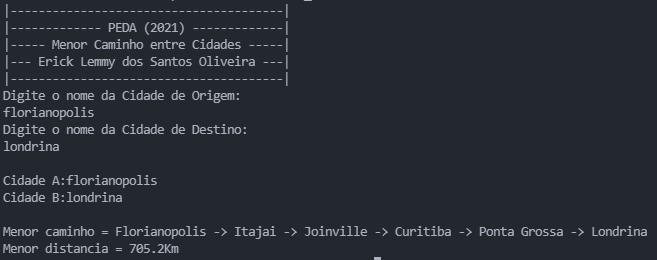 |---------------------------------------|
|------------- PEDA (2021) -------------|
|----- Menor Caminho entre Cidades -----|
|--- Erick Lemmy dos Santos Oliveira ---|
|---------------------------------------|
Digite o nome da Cidade de Origem:
florianopolis
Digite o nome da Cidade de Destino:
londrina
Cidade A:florianopolis
Cidade B:londrina
Menor caminho = Florianopolis -> Itajai -> Joinville -> Curitiba -> Ponta Grossa -> Londrina
Menor distancia = 705.2Km